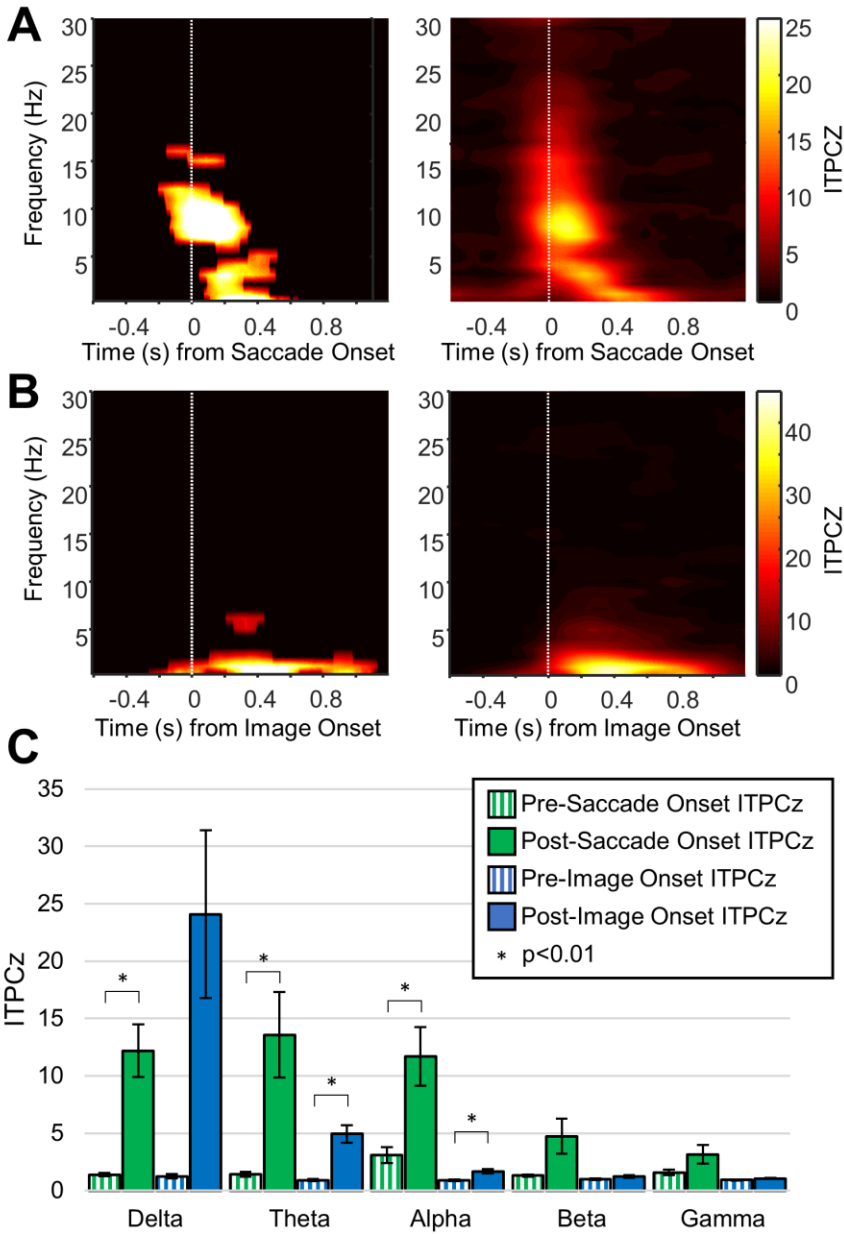 A
Frequency (Hz)
30
25
20
15
10
5
-0.4 0 0.4 0.8
Time (s) from Saccade Onset
30
25
20
15
10
5
-0.4 0 0.4 0.8
Time (s) from Saccade Onset
25
20
15
10
5
0
ITPCZ
B
Frequency (Hz)
30
25
20
15
10
5
-0.4 0 0.4 0.8
Time (s) from Image Onset
30
25
20
15
10
5
-0.4 0 0.4 0.8
Time (s) from Image Onset
40
30
20
10
0
ITPCZ
C
ITPCz
35
30
25
20
15
10
5
0
Pre-Saccade Onset ITPCz
Post-Saccade Onset ITPCz
Pre-Image Onset ITPCz
Post-Image Onset ITPCz
* p<0.01
* * * * *
Delta Theta Alpha Beta Gamma